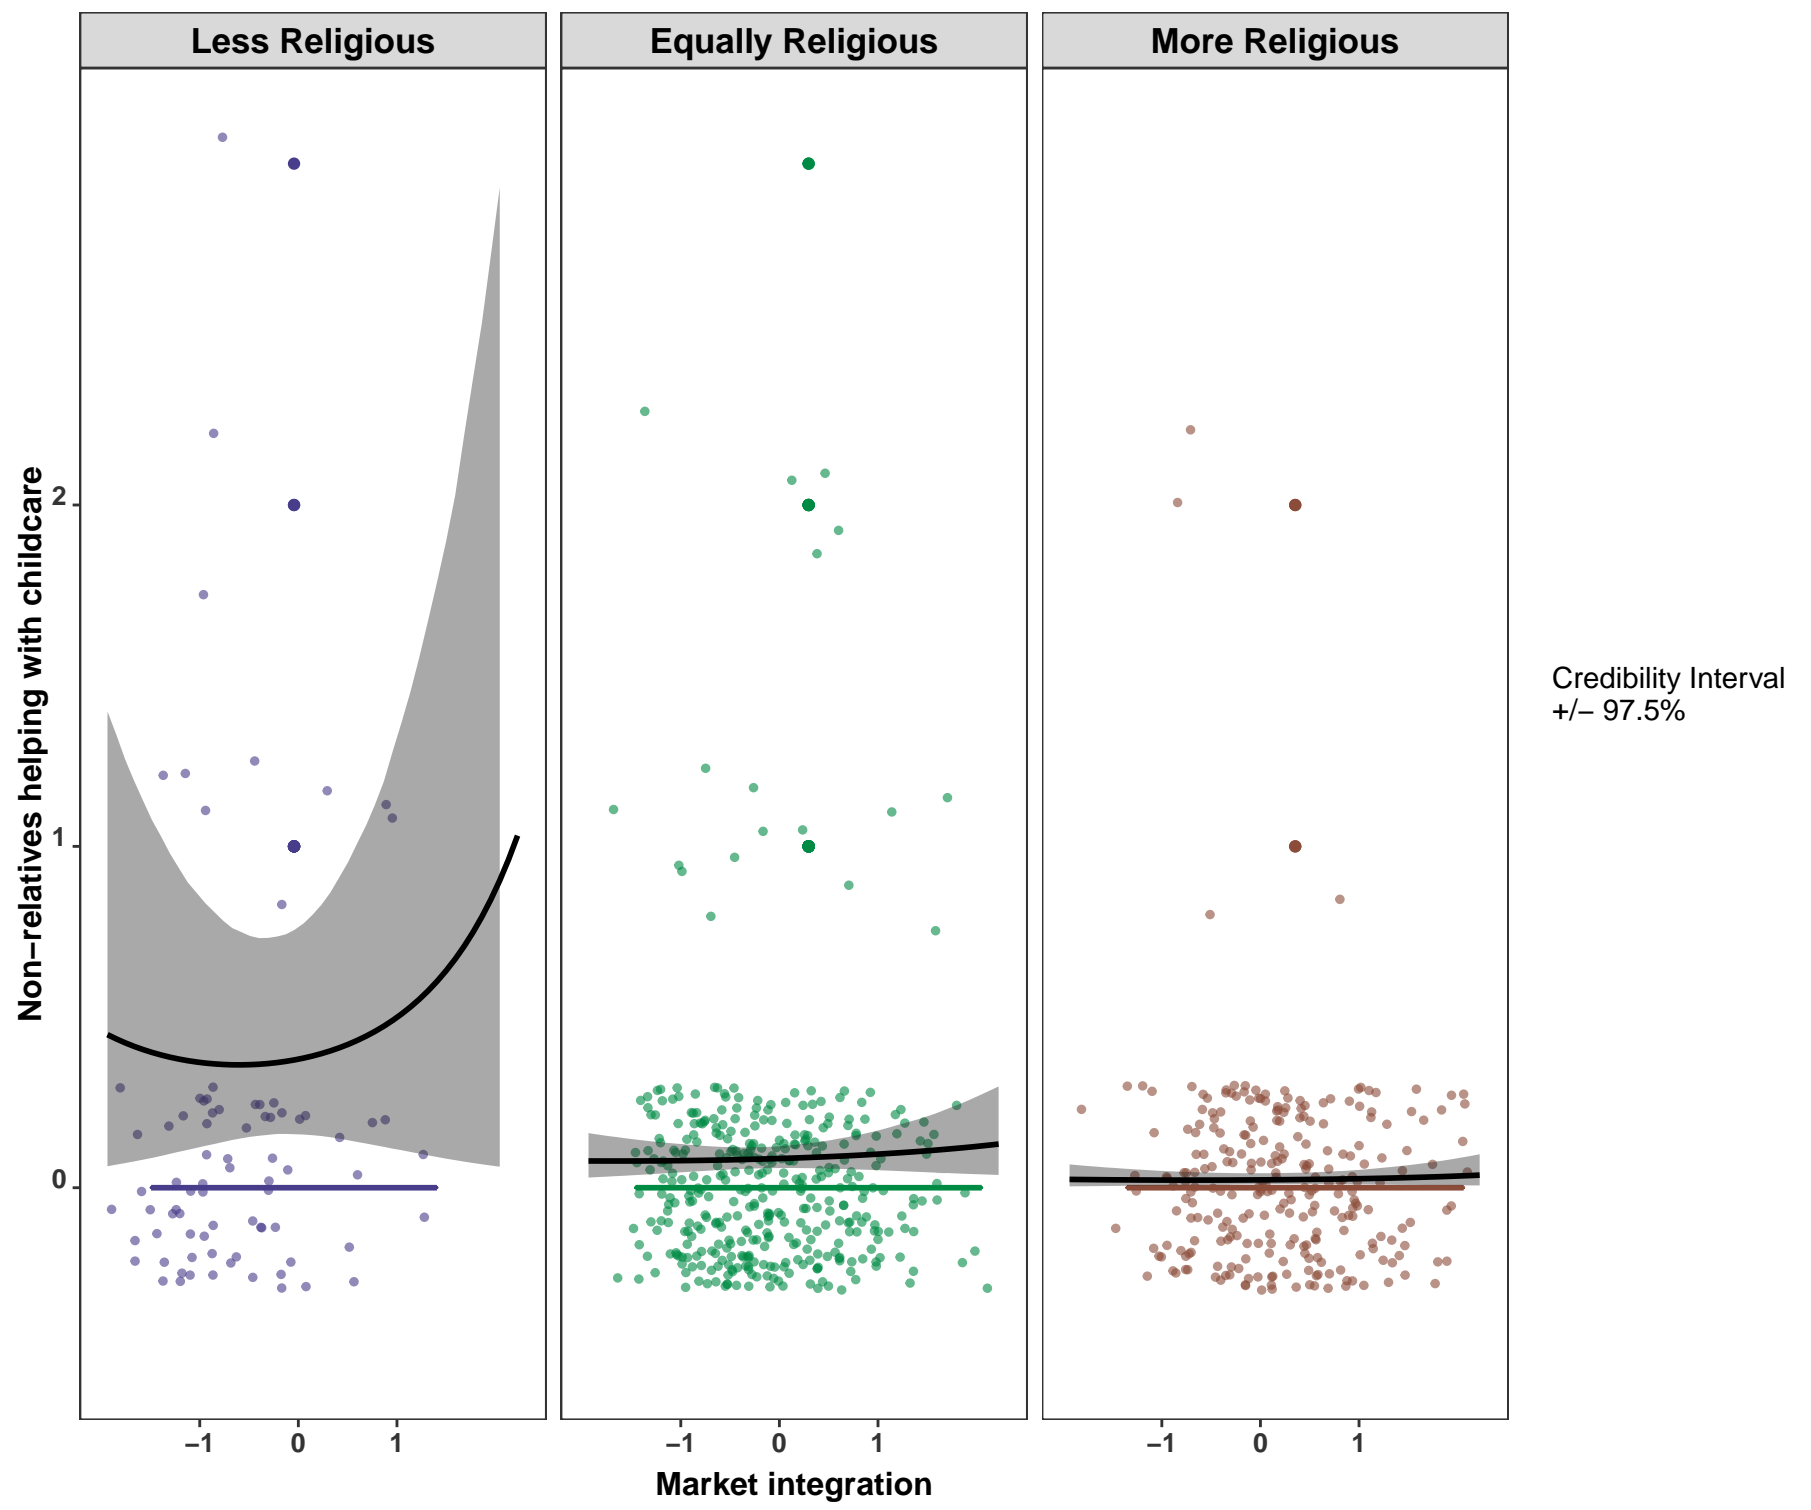 Less Religious
Equally Religious
More Religious
Non−relatives helping with childcare
2
1
0
Credibility Interval
+/− 97.5%
−1 0 1
−1 0 1
−1 0 1
Market integration